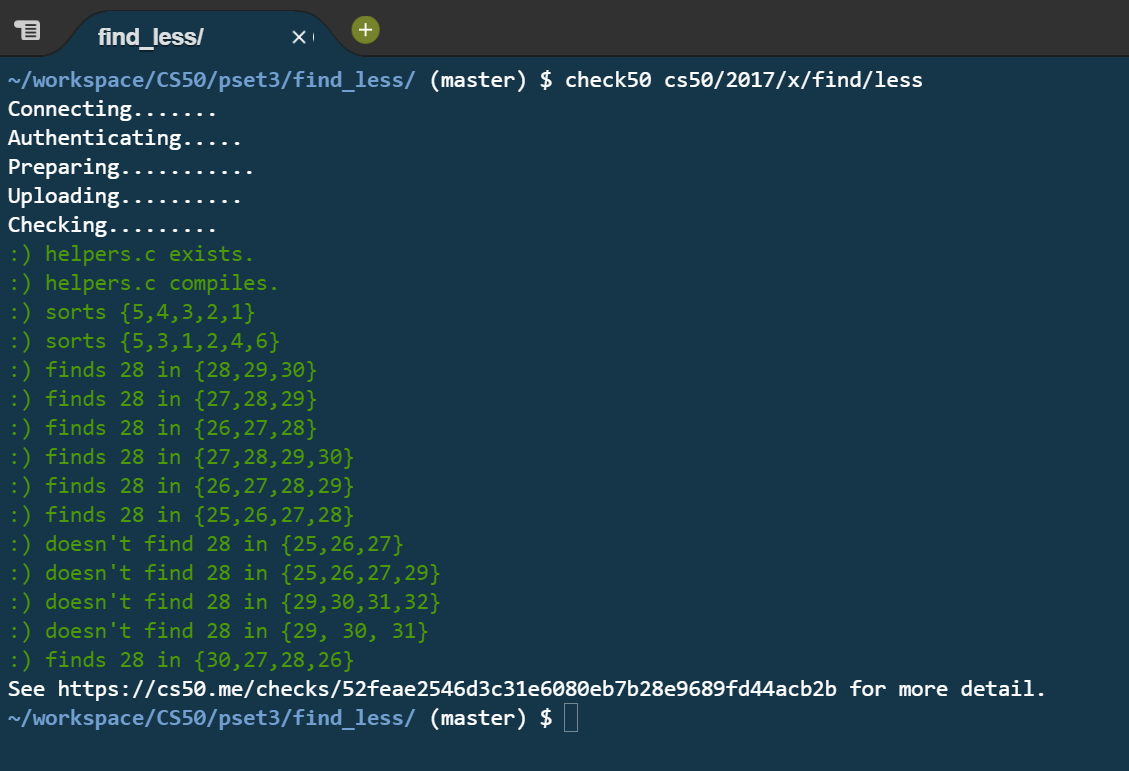 find_less/
~/workspace/CS50/pset3/find_less/ (master) $ check50 cs50/2017/x/find/less
Connecting.......
Authenticating.....
Preparing...........
Uploading..........
Checking.........
:) helpers.c exists.
:) helpers.c compiles.
:) sorts {5,4,3,2,1}
:) sorts {5,3,1,2,4,6}
:) finds 28 in {28,29,30}
:) finds 28 in {27,28,29}
:) finds 28 in {26,27,28}
:) finds 28 in {27,28,29,30}
:) finds 28 in {26,27,28,29}
:) finds 28 in {25,26,27,28}
:) doesn't find 28 in {25,26,27}
:) doesn't find 28 in {25,26,27,29}
:) doesn't find 28 in {29,30,31,32}
:) doesn't find 28 in {29, 30, 31}
:) finds 28 in {30,27,28,26}
See https://cs50.me/checks/52feae2546d3c31e6080eb7b28e9689fd44acb2b for more detail.
~/workspace/CS50/pset3/find_less/ (master) $